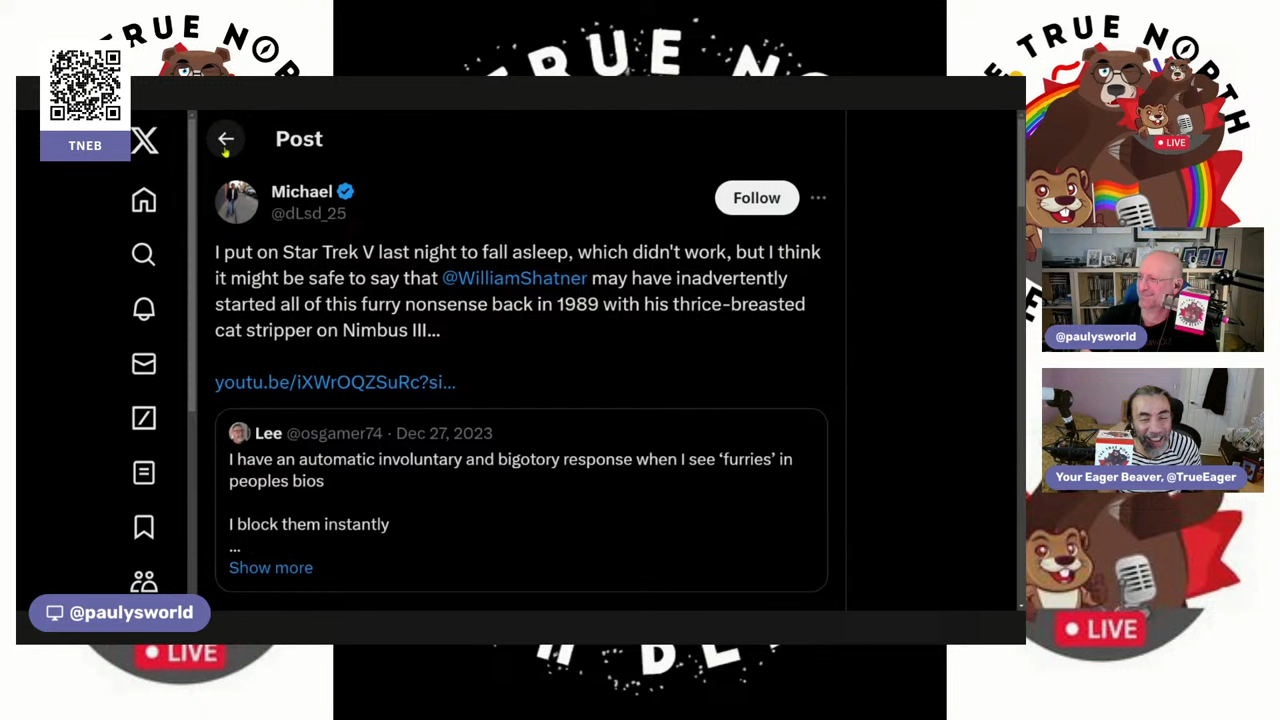 TRUE NO
TNEB
TRUE NO
E TRUE NORTH
LIVE
Post
Michael
@dLsd_25
Follow
I put on Star Trek V last night to fall asleep, which didn't work, but I think
it might be safe to say that @WilliamShatner may have inadvertently
started all of this furry nonsense back in 1989 with his thrice-breasted
cat stripper on Nimbus III...
youtu.be/iXWrOQZSuRc?si...
Lee @osgamer74 · Dec 27, 2023
I have an automatic involuntary and bigotory response when I see ‘furries’ in
peoples bios
I block them instantly
...
Show more
@paulysworld
@paulysworld
Your Eager Beaver, @TrueEager
LIVE
LIVE